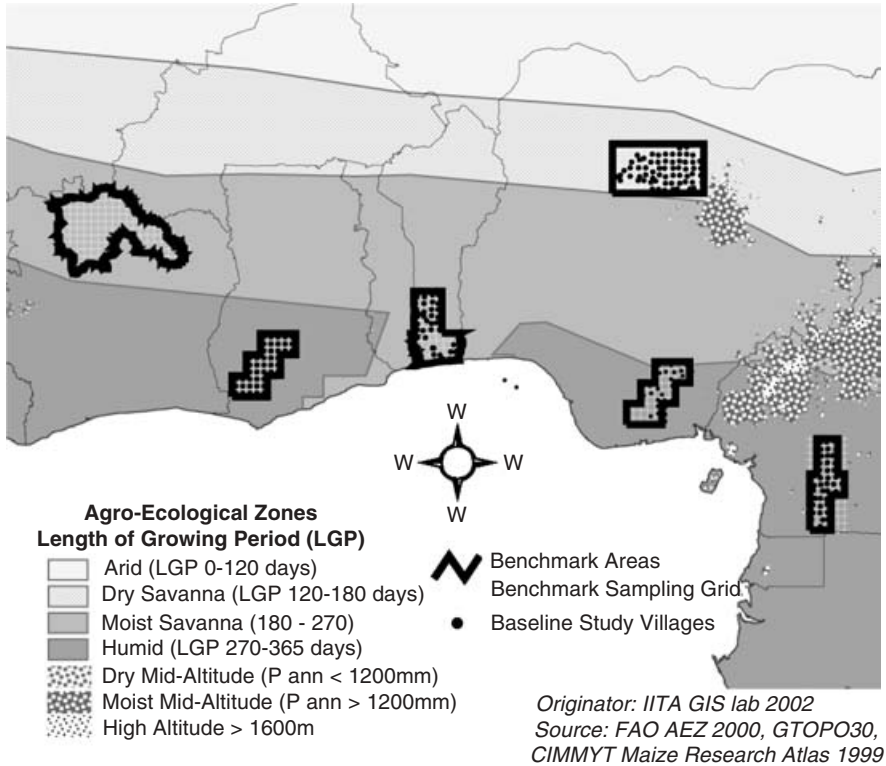 W
W W
W
Agro-Ecological Zones
Length of Growing Period (LGP)
Arid (LGP 0-120 days)
Dry Savanna (LGP 120-180 days)
Moist Savanna (180 - 270)
Humid (LGP 270-365 days)
Dry Mid-Altitude (P ann < 1200mm)
Moist Mid-Altitude (P ann > 1200mm)
High Altitude > 1600m
Benchmark Areas
Benchmark Sampling Grid
Baseline Study Villages
Originator: IITA GIS lab 2002
Source: FAO AEZ 2000, GTOPO30,
CIMMYT Maize Research Atlas 1999